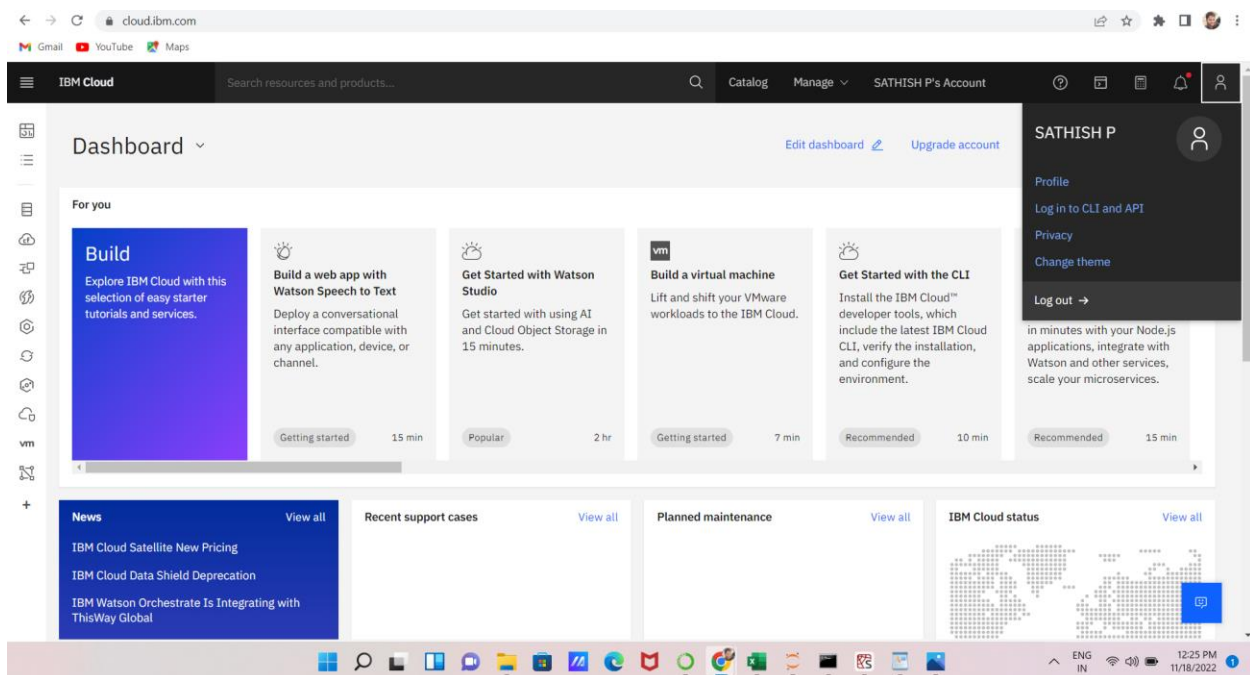 cloud.ibm.com
Gmail YouTube Maps
IBM Cloud Search resources and products... Catalog Manage SATHISH P's Account
Dashboard
Edit dashboard Upgrade account
SATHISH P
Profile
Log in to CLI and API
Privacy
Change theme
Log out →
For you
Build
Explore IBM Cloud with this
selection of easy starter
tutorials and services.
Build a web app with
Watson Speech to Text
Deploy a conversational
interface compatible with
any application, device, or
channel.
Getting started 15 min
Get Started with Watson
Studio
Get started with using AI
and Cloud Object Storage in
15 minutes.
Popular 2 hr
vm
Build a virtual machine
Lift and shift your VMware
workloads to the IBM Cloud.
Getting started 7 min
Get Started with the CLI
Install the IBM Cloud™
developer tools, which
include the latest IBM Cloud
CLI, verify the installation,
and configure the
environment.
Recommended 10 min
in minutes with your Node.js
applications, integrate with
Watson and other services,
scale your microservices.
Recommended 15 min
vm
News View all
IBM Cloud Satellite New Pricing
IBM Cloud Data Shield Deprecation
IBM Watson Orchestrate Is Integrating with
ThisWay Global
Recent support cases View all
Planned maintenance View all
IBM Cloud status View all
ENG
IN
12:25 PM
11/18/2022
1